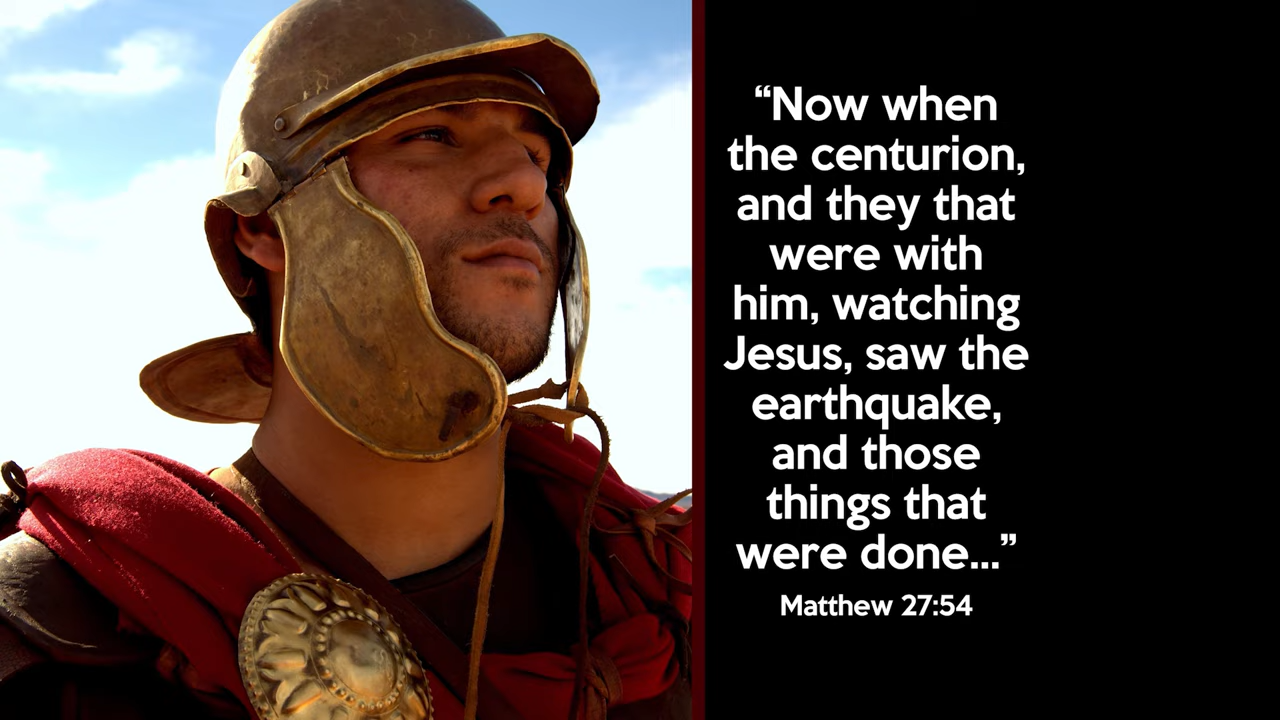 “Now when
the centurion,
and they that
were with
him, watching
Jesus, saw the
earthquake,
and those
things that
were done...”
Matthew 27:54